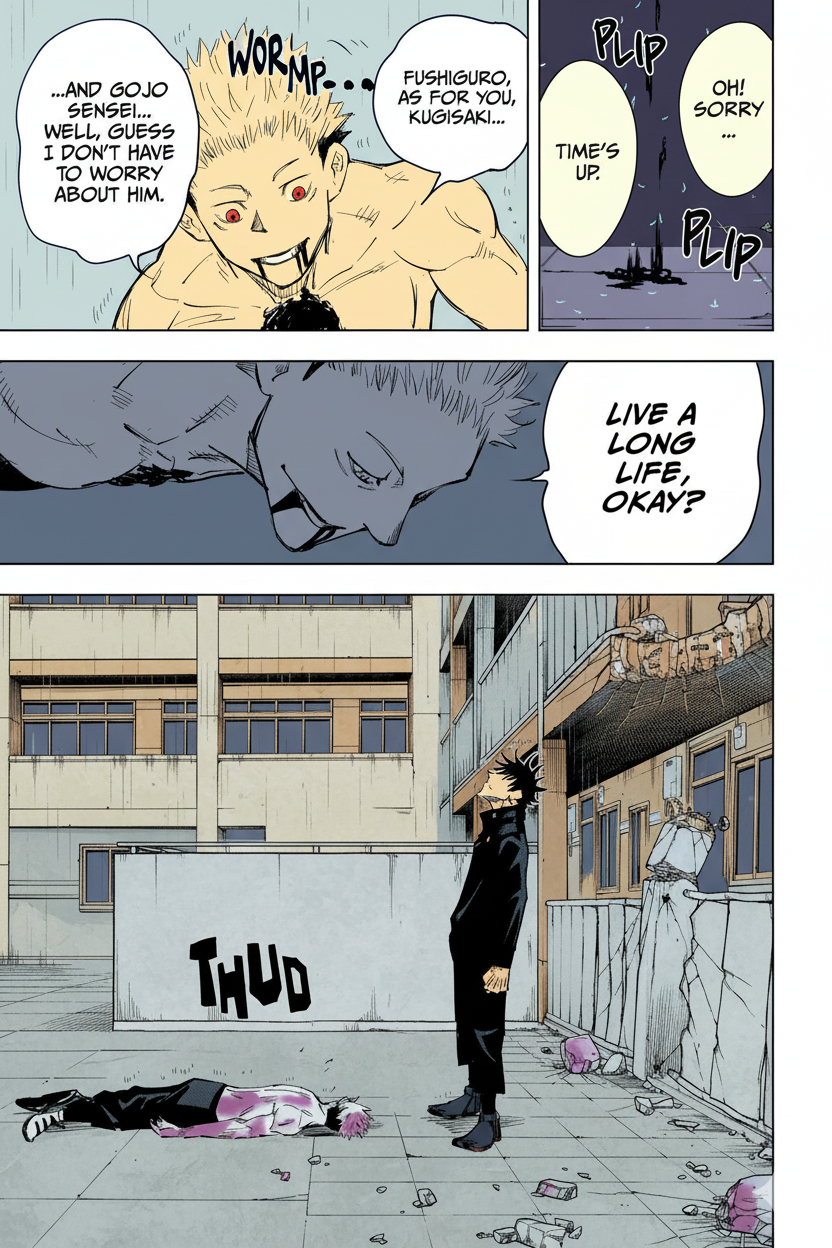 PLIP
OH!
SORRY
...
TIME'S
UP.
PLIP
FUSHIGURO,
AS FOR YOU,
KUGISAKI...
WORMP...
...AND GOJO
SENSEI...
WELL, GUESS
I DON'T HAVE
TO WORRY
ABOUT HIM.
LIVE A
LONG
LIFE,
OKAY?
THUD